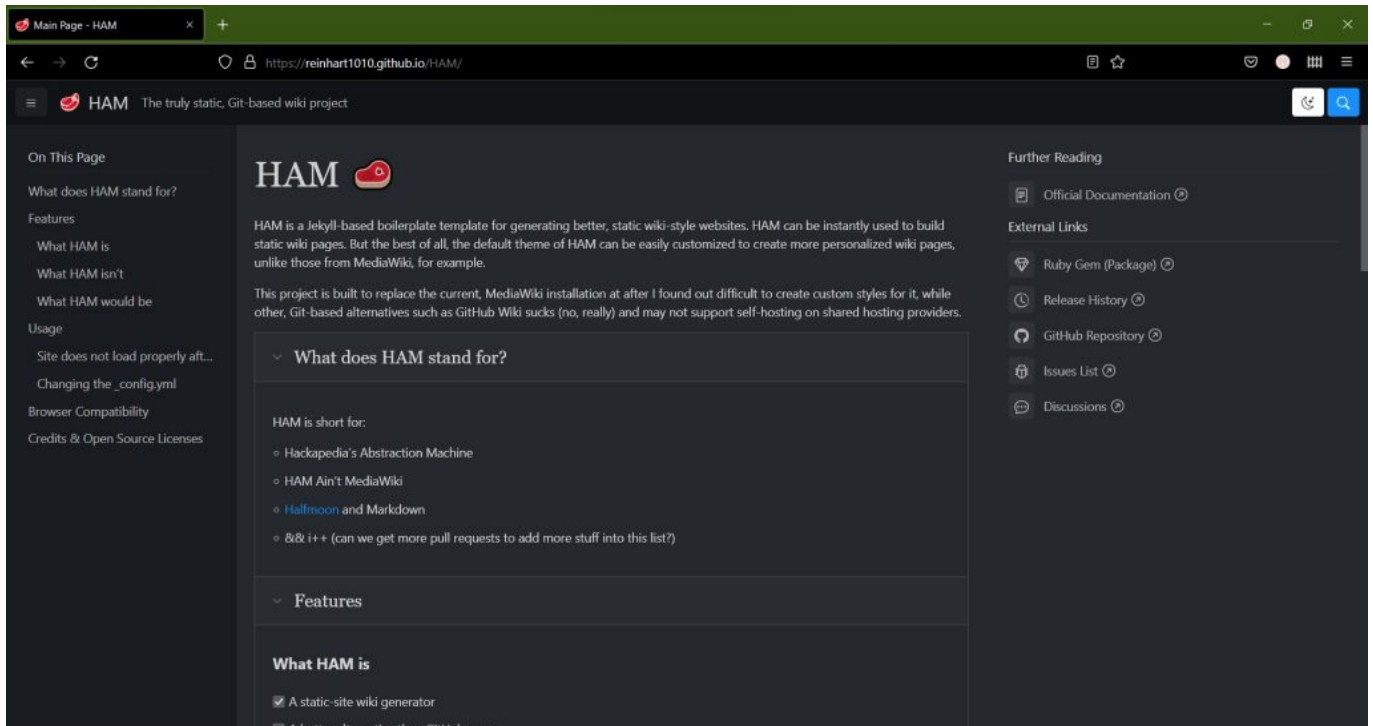 Main Page - HAM
https://reinhart1010.github.io/HAM/
HAM The truly static, Git-based wiki project
On This Page
What does HAM stand for?
Features
What HAM is
What HAM isn't
What HAM would be
Usage
Site does not load properly aft...
Changing the _config.yml
Browser Compatibility
Credits & Open Source Licenses
HAM
HAM is a Jekyll-based boilerplate template for generating better, static wiki-style websites. HAM can be instantly used to build
static wiki pages. But the best of all, the default theme of HAM can be easily customized to create more personalized wiki pages,
unlike those from MediaWiki, for example.
This project is built to replace the current, MediaWiki installation at after I found out difficult to create custom styles for it, while
other, Git-based alternatives such as GitHub Wiki sucks (no, really) and may not support self-hosting on shared hosting providers.
What does HAM stand for?
HAM is short for:
Hackapedia's Abstraction Machine
HAM Ain't MediaWiki
Halfmoon and Markdown
&& i++ (can we get more pull requests to add more stuff into this list?)
Features
What HAM is
A static-site wiki generator
Further Reading
Official Documentation
External Links
Ruby Gem (Package)
Release History
GitHub Repository
Issues List
Discussions